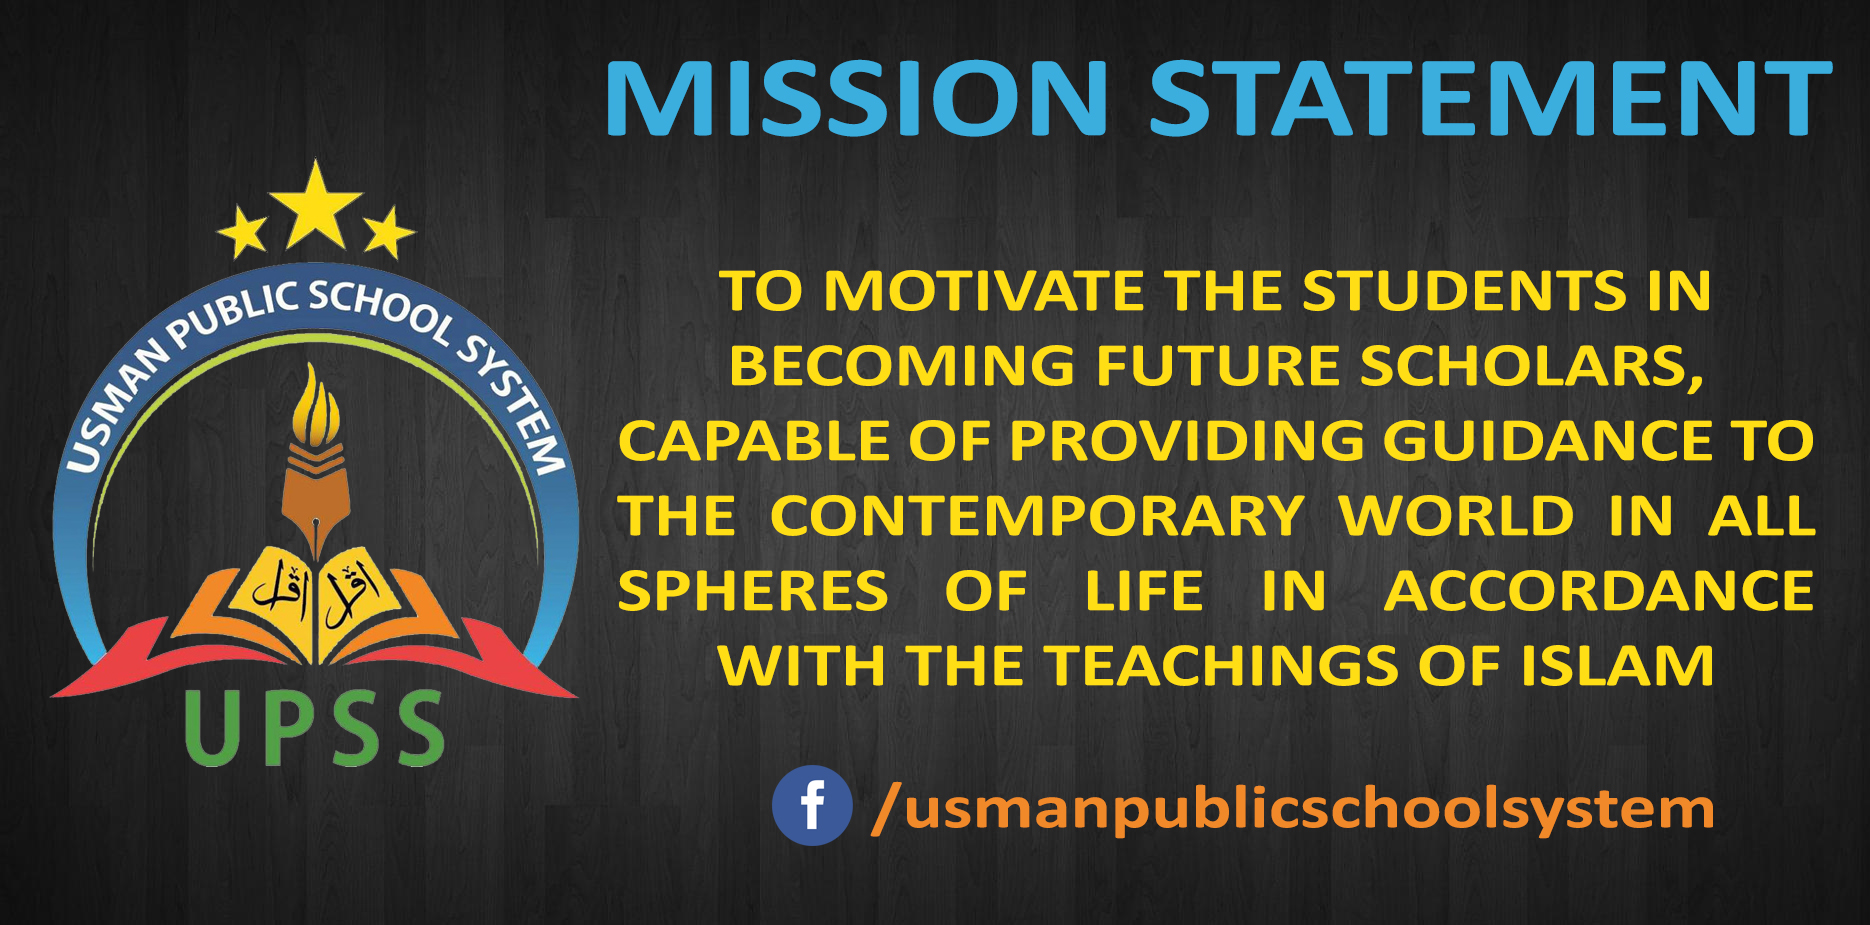 MISSION STATEMENT
USMAN PUBLIC SCHOOL SYSTEM
اقرأ اقرأ
UPSS
TO MOTIVATE THE STUDENTS IN
BECOMING FUTURE SCHOLARS,
CAPABLE OF PROVIDING GUIDANCE TO
THE CONTEMPORARY WORLD IN ALL
SPHERES OF LIFE IN ACCORDANCE
WITH THE TEACHINGS OF ISLAM
f /usmanpublicschoolsystem